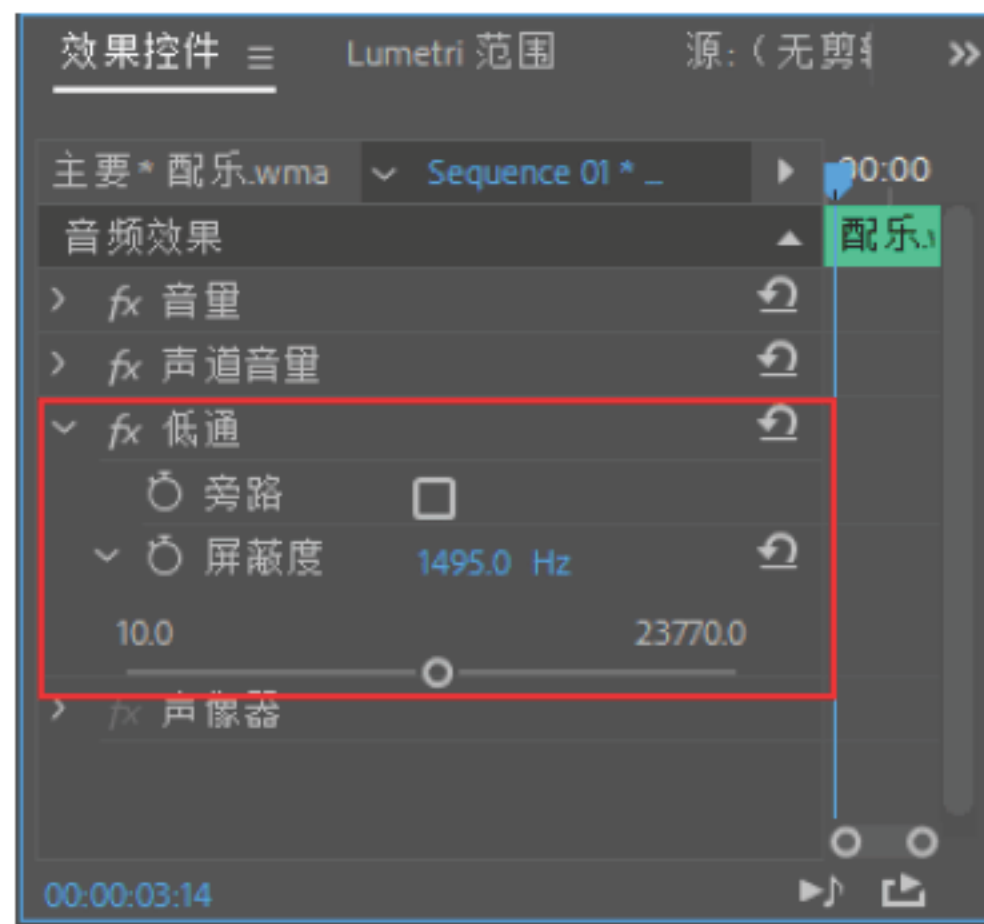 效果控件 Lumetri 范围 源:（无剪
主要* 配乐.wma Sequence 01 * 00:00
音频效果 配乐.
fx 音量
fx 声道音量
fx 低通
旁路
屏蔽度 1495.0 Hz
10.0 23770.0
fx 声像器
00:00:03:14